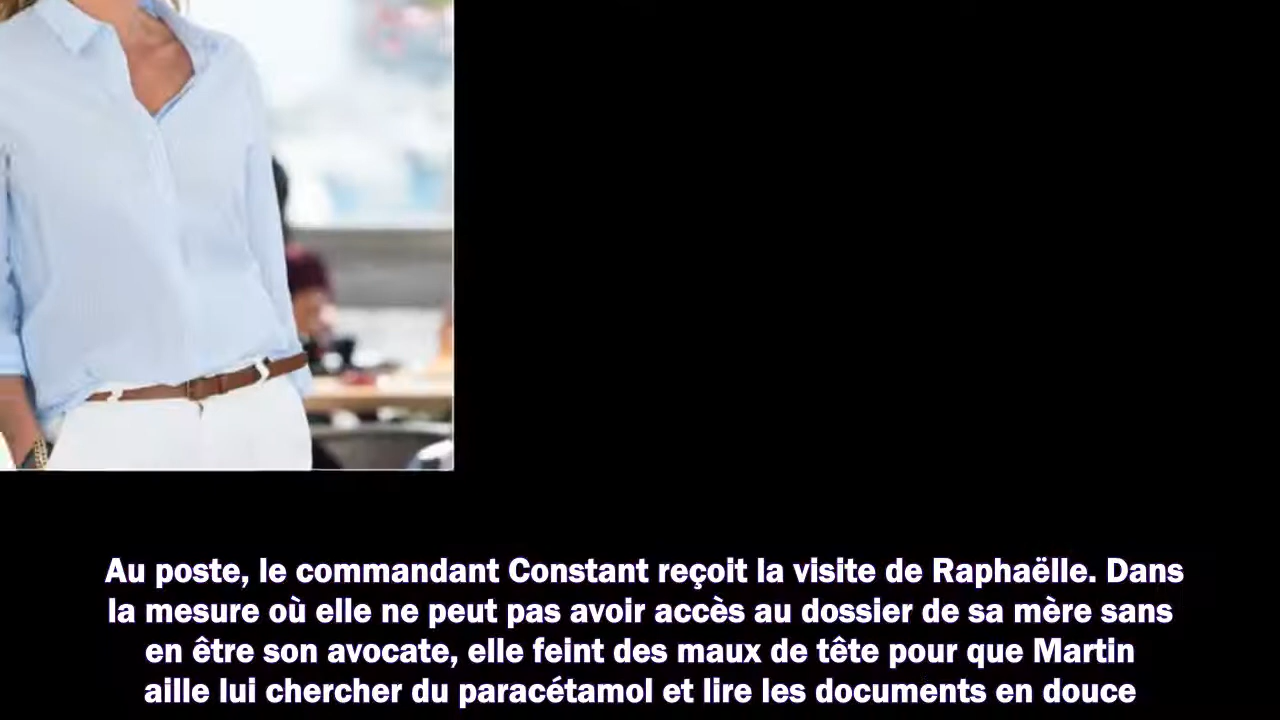 Au poste, le commandant Constant reçoit la visite de Raphaëlle. Dans
la mesure où elle ne peut pas avoir accès au dossier de sa mère sans
en être son avocate, elle feint des maux de tête pour que Martin
aille lui chercher du paracétamol et lire les documents en douce